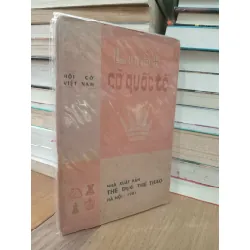 HỘI CỜ
VIỆT NAM
CỜ QUỐC TẾ
NHÀ XUẤT BẢN
THỂ DỤC THỂ THAO
HÀ NỘI